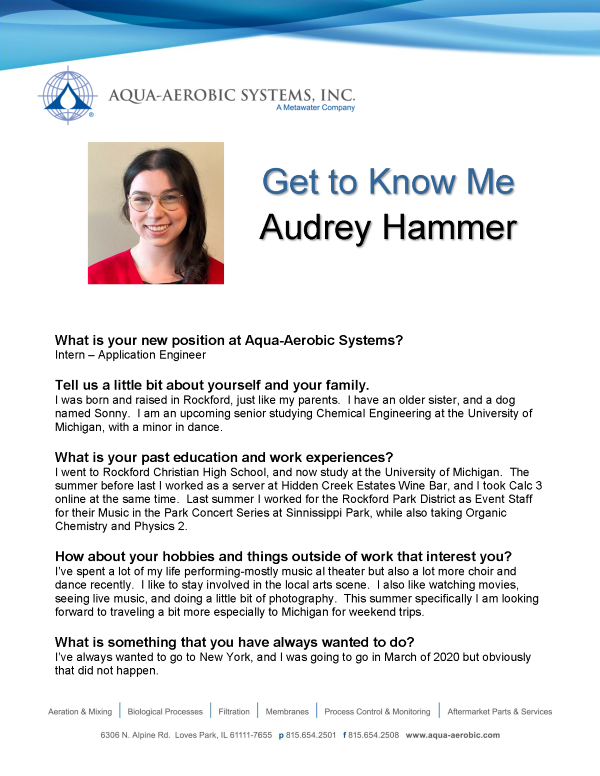 AQUA-AEROBIC SYSTEMS, INC.
A Metawater Company
®
Get to Know Me
Audrey Hammer
What is your new position at Aqua-Aerobic Systems?
Intern – Application Engineer
Tell us a little bit about yourself and your family.
I was born and raised in Rockford, just like my parents.  I have an older sister, and a dog
named Sonny.  I am an upcoming senior studying Chemical Engineering at the University of
Michigan, with a minor in dance.
What is your past education and work experiences?
I went to Rockford Christian High School, and now study at the University of Michigan.  The
summer before last I worked as a server at Hidden Creek Estates Wine Bar, and I took Calc 3
online at the same time.  Last summer I worked for the Rockford Park District as Event Staff
for their Music in the Park Concert Series at Sinnissippi Park, while also taking Organic
Chemistry and Physics 2.
How about your hobbies and things outside of work that interest you?
I've spent a lot of my life performing-mostly music al theater but also a lot more choir and
dance recently.  I like to stay involved in the local arts scene.  I also like watching movies,
seeing live music, and doing a little bit of photography.  This summer specifically I am looking
forward to traveling a bit more especially to Michigan for weekend trips.
What is something that you have always wanted to do?
I've always wanted to go to New York, and I was going to go in March of 2020 but obviously
that did not happen.
Aeration & Mixing | Biological Processes | Filtration | Membranes | Process Control & Monitoring | Aftermarket Parts & Services
6306 N. Alpine Rd.  Loves Park, IL 61111-7655  p 815.654.2501  f 815.654.2508  www.aqua-aerobic.com